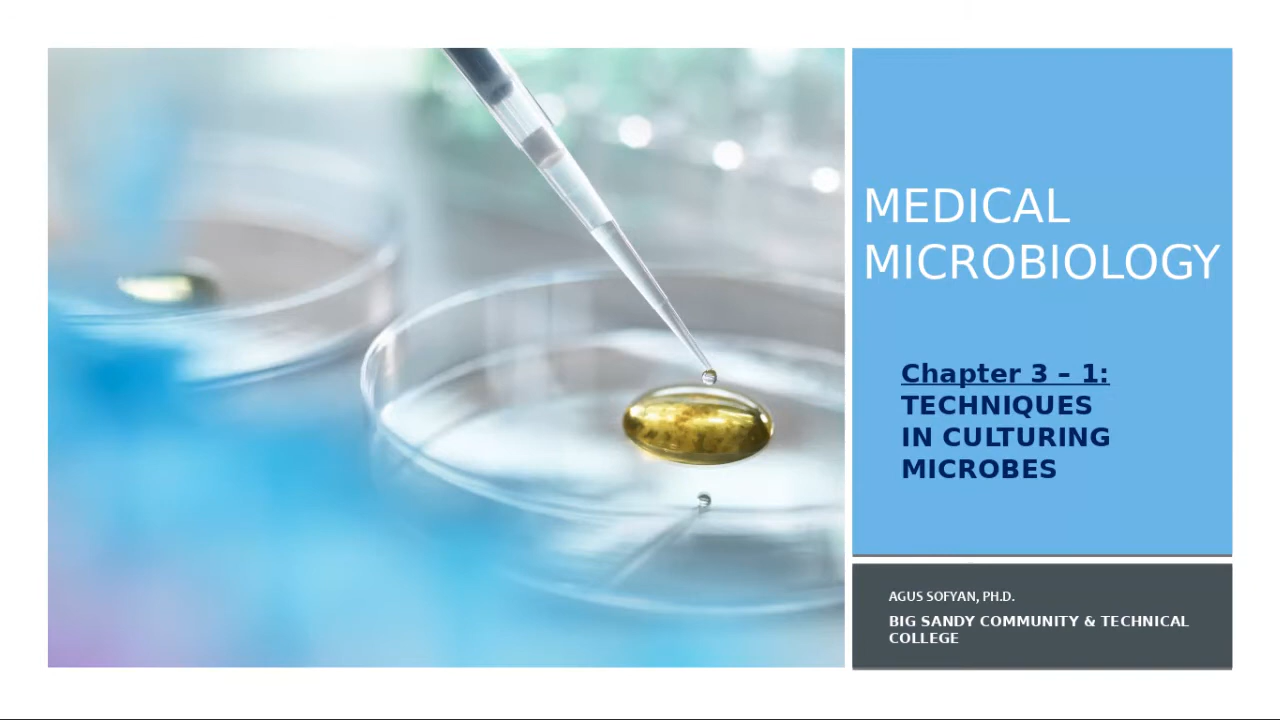 MEDICAL
MICROBIOLOGY
Chapter 3 – 1:
TECHNIQUES
IN CULTURING
MICROBES
AGUS SOFYAN, PH.D.
BIG SANDY COMMUNITY & TECHNICAL
COLLEGE